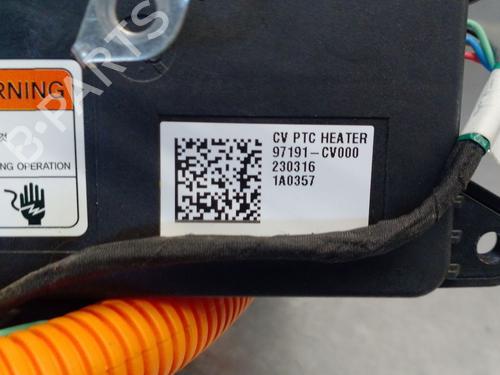 RNING
NG OPERATION
CV PTC HEATER
97191-CV000
230316
1A0357
B-PARTS